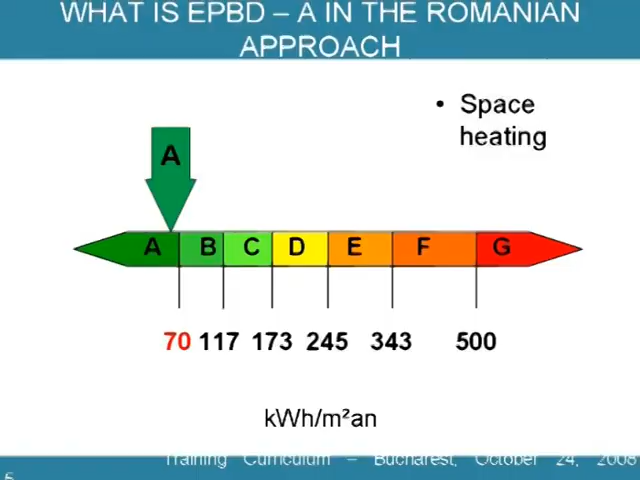 WHAT IS EPBD – A IN THE ROMANIAN
APPROACH
• Space
heating
A
A B C D E F G
70 117 173 245 343 500
kWh/m²an
Training Curriculum – Bucharest, October 24, 2008